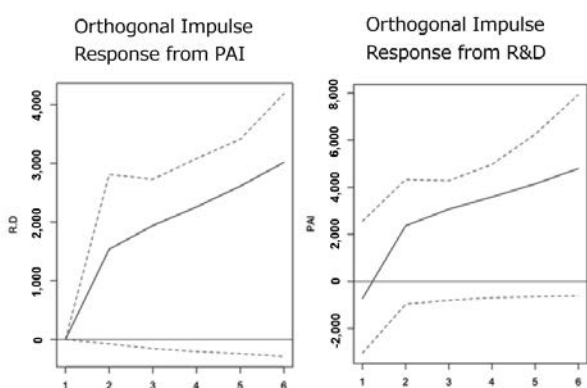 Orthogonal Impulse
Response from PAI
4,000
3,000
2,000
1,000
0
R.D
1 2 3 4 5 6
Orthogonal Impulse
Response from R&D
8,000
6,000
4,000
2,000
0
-2,000
PAI
1 2 3 4 5 6